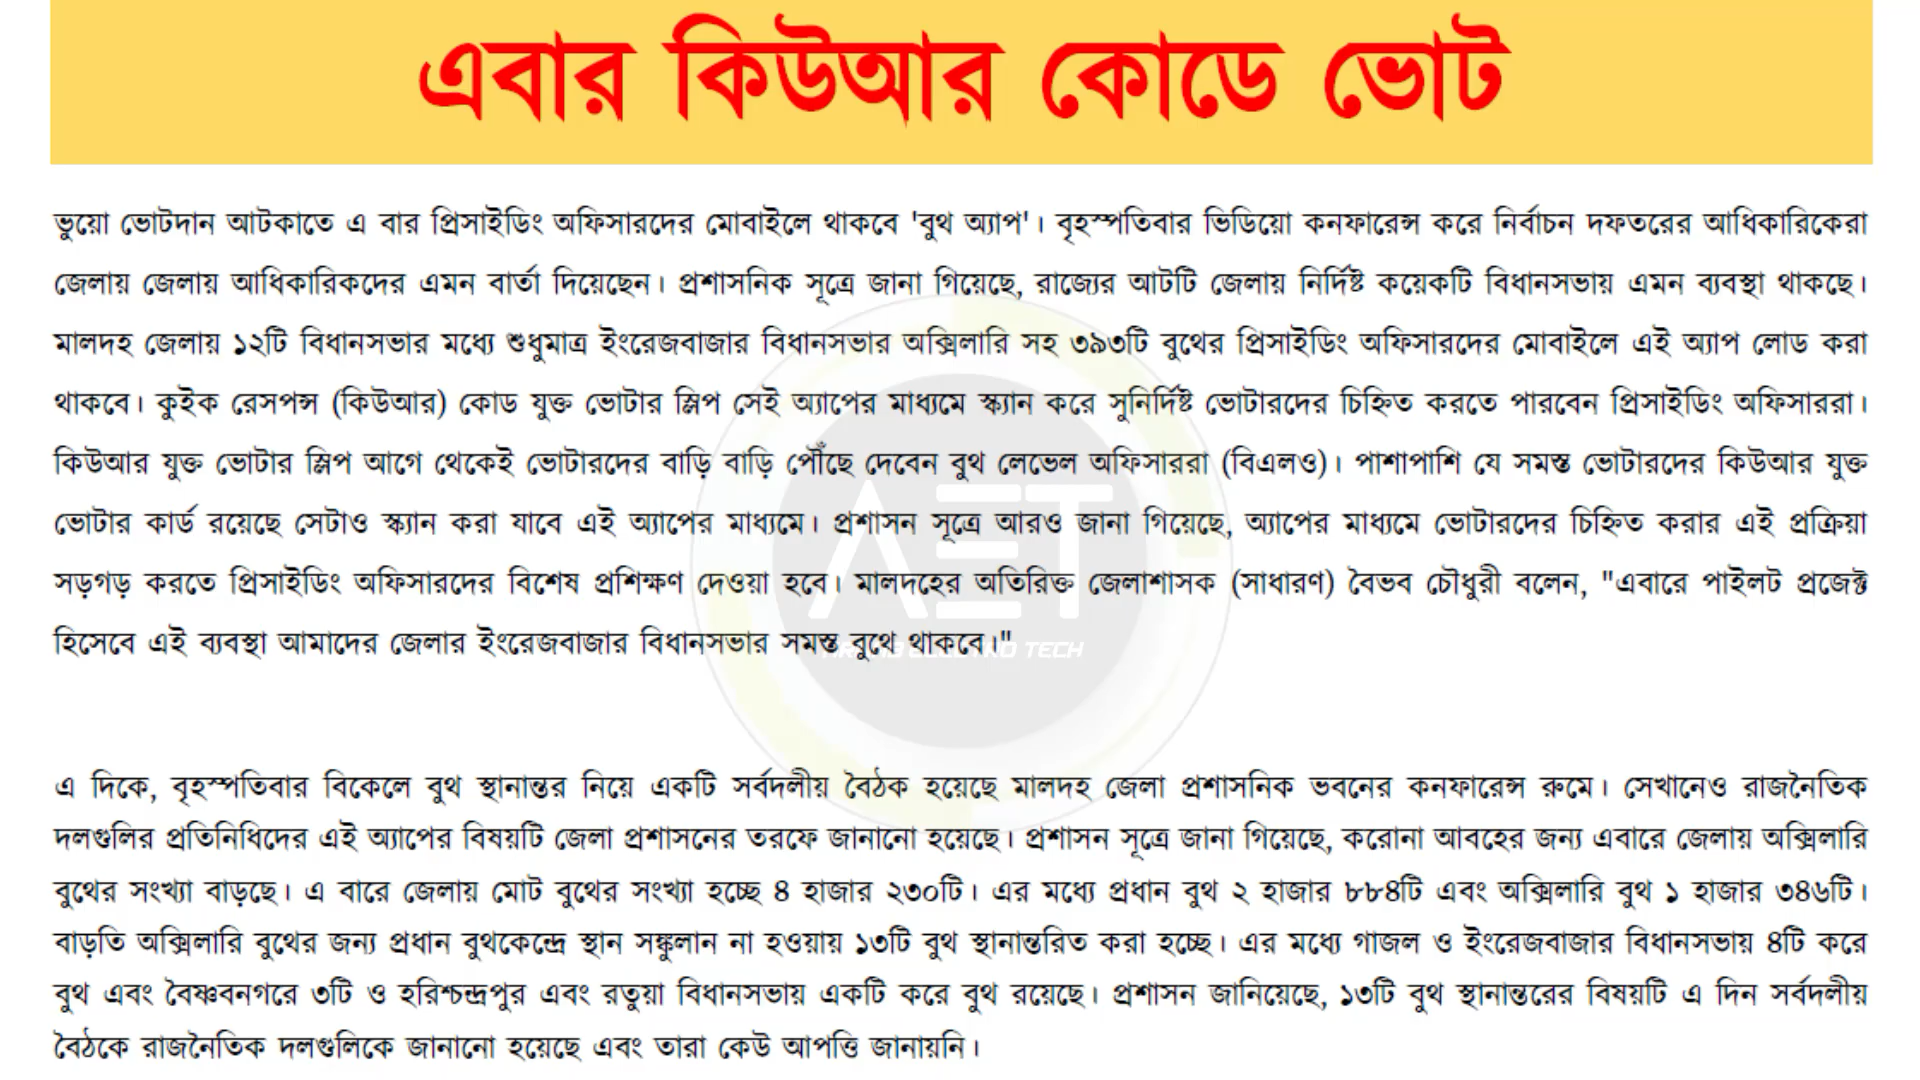 এবার কিউআর কোডে ভোট
ভুয়ো ভোটদান আটকাতে এ বার প্রিসাইডিং অফিসারদের মোবাইলে থাকবে 'বুথ অ্যাপ'। বৃহস্পতিবার ভিডিয়ো কনফারেন্স করে নির্বাচন দফতরের আধিকারিকেরা
জেলায় জেলায় আধিকারিকদের এমন বার্তা দিয়েছেন। প্রশাসনিক সূত্রে জানা গিয়েছে, রাজ্যের আটটি জেলায় নির্দিষ্ট কয়েকটি বিধানসভায় এমন ব্যবস্থা থাকছে।
মালদহ জেলায় ১২টি বিধানসভার মধ্যে শুধুমাত্র ইংরেজবাজার বিধানসভার অক্সিলারি সহ ৩৯৩টি বুথের প্রিসাইডিং অফিসারদের মোবাইলে এই অ্যাপ লোড করা
থাকবে। কুইক রেসপন্স (কিউআর) কোড যুক্ত ভোটার স্লিপ সেই অ্যাপের মাধ্যমে স্ক্যান করে সুনির্দিষ্ট ভোটারদের চিহ্নিত করতে পারবেন প্রিসাইডিং অফিসাররা।
কিউআর যুক্ত ভোটার স্লিপ আগে থেকেই ভোটারদের বাড়ি বাড়ি পৌঁছে দেবেন বুথ লেভেল অফিসাররা (বিএলও)। পাশাপাশি যে সমস্ত ভোটারদের কিউআর যুক্ত
ভোটার কার্ড রয়েছে সেটাও স্ক্যান করা যাবে এই অ্যাপের মাধ্যমে। প্রশাসন সূত্রে আরও জানা গিয়েছে, অ্যাপের মাধ্যমে ভোটারদের চিহ্নিত করার এই প্রক্রিয়া
সড়গড় করতে প্রিসাইডিং অফিসারদের বিশেষ প্রশিক্ষণ দেওয়া হবে। মালদহের অতিরিক্ত জেলাশাসক (সাধারণ) বৈভব চৌধুরী বলেন, "এবারে পাইলট প্রজেক্ট
হিসেবে এই ব্যবস্থা আমাদের জেলার ইংরেজবাজার বিধানসভার সমস্ত বুথে থাকবে।"
AET
TECH
এ দিকে, বৃহস্পতিবার বিকেলে বুথ স্থানান্তর নিয়ে একটি সর্বদলীয় বৈঠক হয়েছে মালদহ জেলা প্রশাসনিক ভবনের কনফারেন্স রুমে। সেখানেও রাজনৈতিক
দলগুলির প্রতিনিধিদের এই অ্যাপের বিষয়টি জেলা প্রশাসনের তরফে জানানো হয়েছে। প্রশাসন সূত্রে জানা গিয়েছে, করোনা আবহের জন্য এবারে জেলায় অক্সিলারি
বুথের সংখ্যা বাড়ছে। এ বারে জেলায় মোট বুথের সংখ্যা হচ্ছে ৪ হাজার ২৩০টি। এর মধ্যে প্রধান বুথ ২ হাজার ৮৮৪টি এবং অক্সিলারি বুথ ১ হাজার ৩৪৬টি।
বাড়তি অক্সিলারি বুথের জন্য প্রধান বুথকেন্দ্রে স্থান সঙ্কুলান না হওয়ায় ১৩টি বুথ স্থানান্তরিত করা হচ্ছে। এর মধ্যে গাজল ও ইংরেজবাজার বিধানসভায় ৪টি করে
বুথ এবং বৈষ্ণবনগরে ৩টি ও হরিশ্চন্দ্রপুর এবং রতুয়া বিধানসভায় একটি করে বুথ রয়েছে। প্রশাসন জানিয়েছে, ১৩টি বুথ স্থানান্তরের বিষয়টি এ দিন সর্বদলীয়
বৈঠকে রাজনৈতিক দলগুলিকে জানানো হয়েছে এবং তারা কেউ আপত্তি জানায়নি।